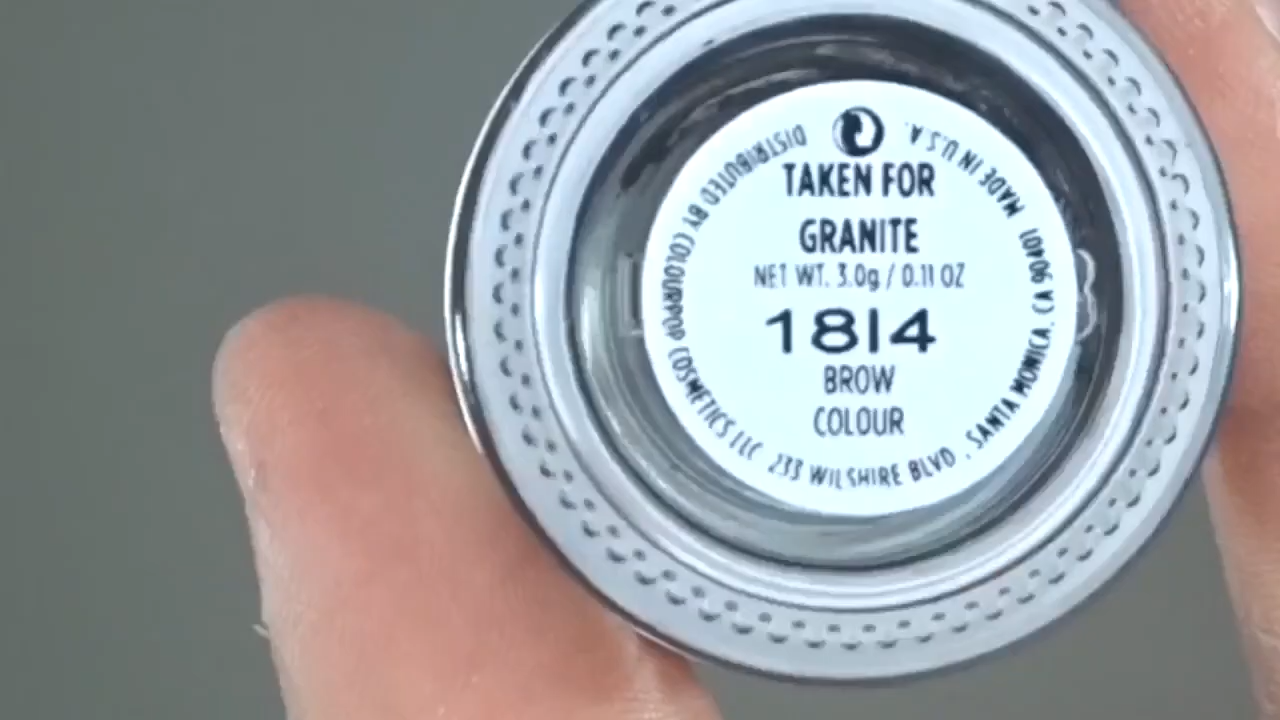 TAKEN FOR
GRANITE
NET WT. 3.0g / 0.11 OZ
1814
BROW
COLOUR
DISTRIBUTED BY COLOURPOP COSMETICS LLC 233 WILSHIRE BLVD . SANTA MONICA. CA 90401 MADE IN U.S.A.